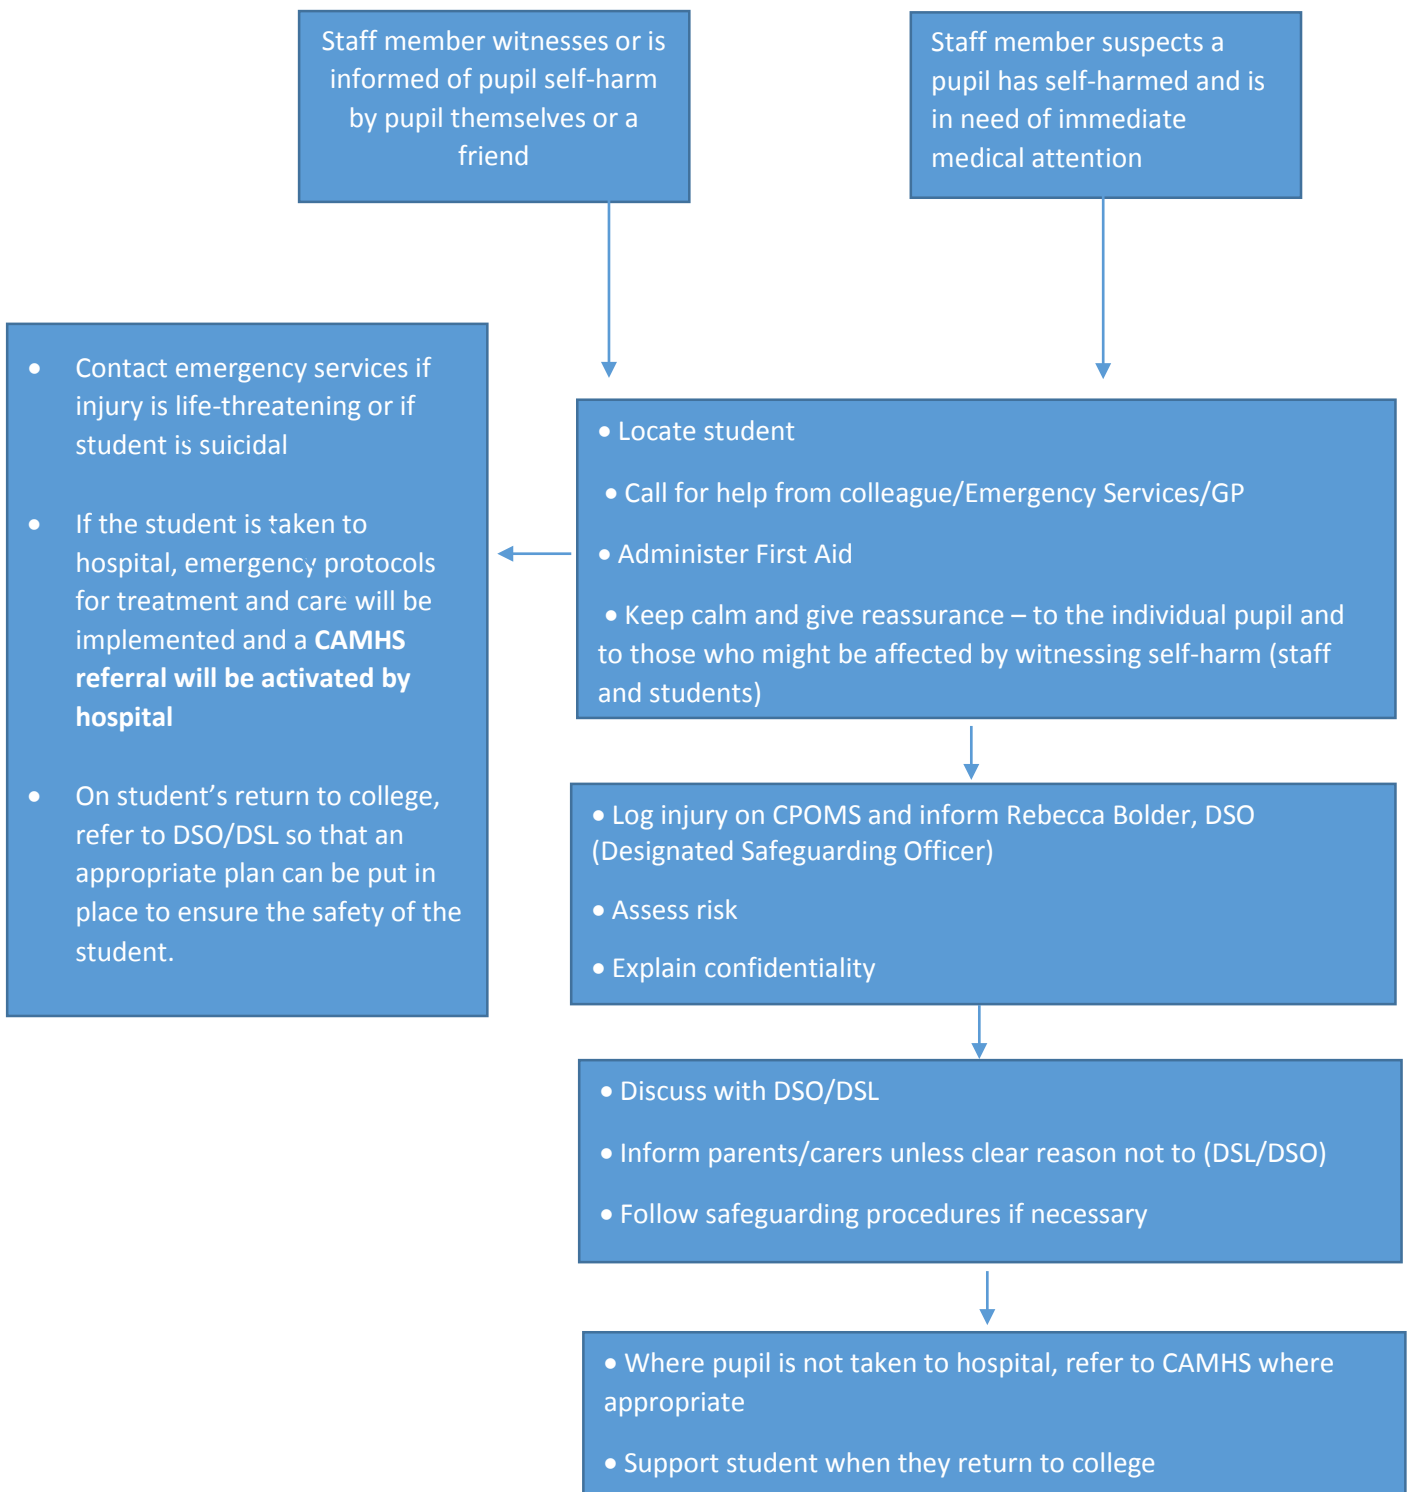 Staff member witnesses or is
informed of pupil self-harm
by pupil themselves or a
friend
Staff member suspects a
pupil has self-harmed and is
in need of immediate
medical attention
• Contact emergency services if
injury is life-threatening or if
student is suicidal
• If the student is taken to
hospital, emergency protocols
for treatment and care will be
implemented and a CAMHS
referral will be activated by
hospital
• On student's return to college,
refer to DSO/DSL so that an
appropriate plan can be put in
place to ensure the safety of the
student.
• Locate student
• Call for help from colleague/Emergency Services/GP
• Administer First Aid
• Keep calm and give reassurance – to the individual pupil and
to those who might be affected by witnessing self-harm (staff
and students)
• Log injury on CPOMS and inform Rebecca Bolder, DSO
(Designated Safeguarding Officer)
• Assess risk
• Explain confidentiality
• Discuss with DSO/DSL
• Inform parents/carers unless clear reason not to (DSL/DSO)
• Follow safeguarding procedures if necessary
• Where pupil is not taken to hospital, refer to CAMHS where
appropriate
• Support student when they return to college